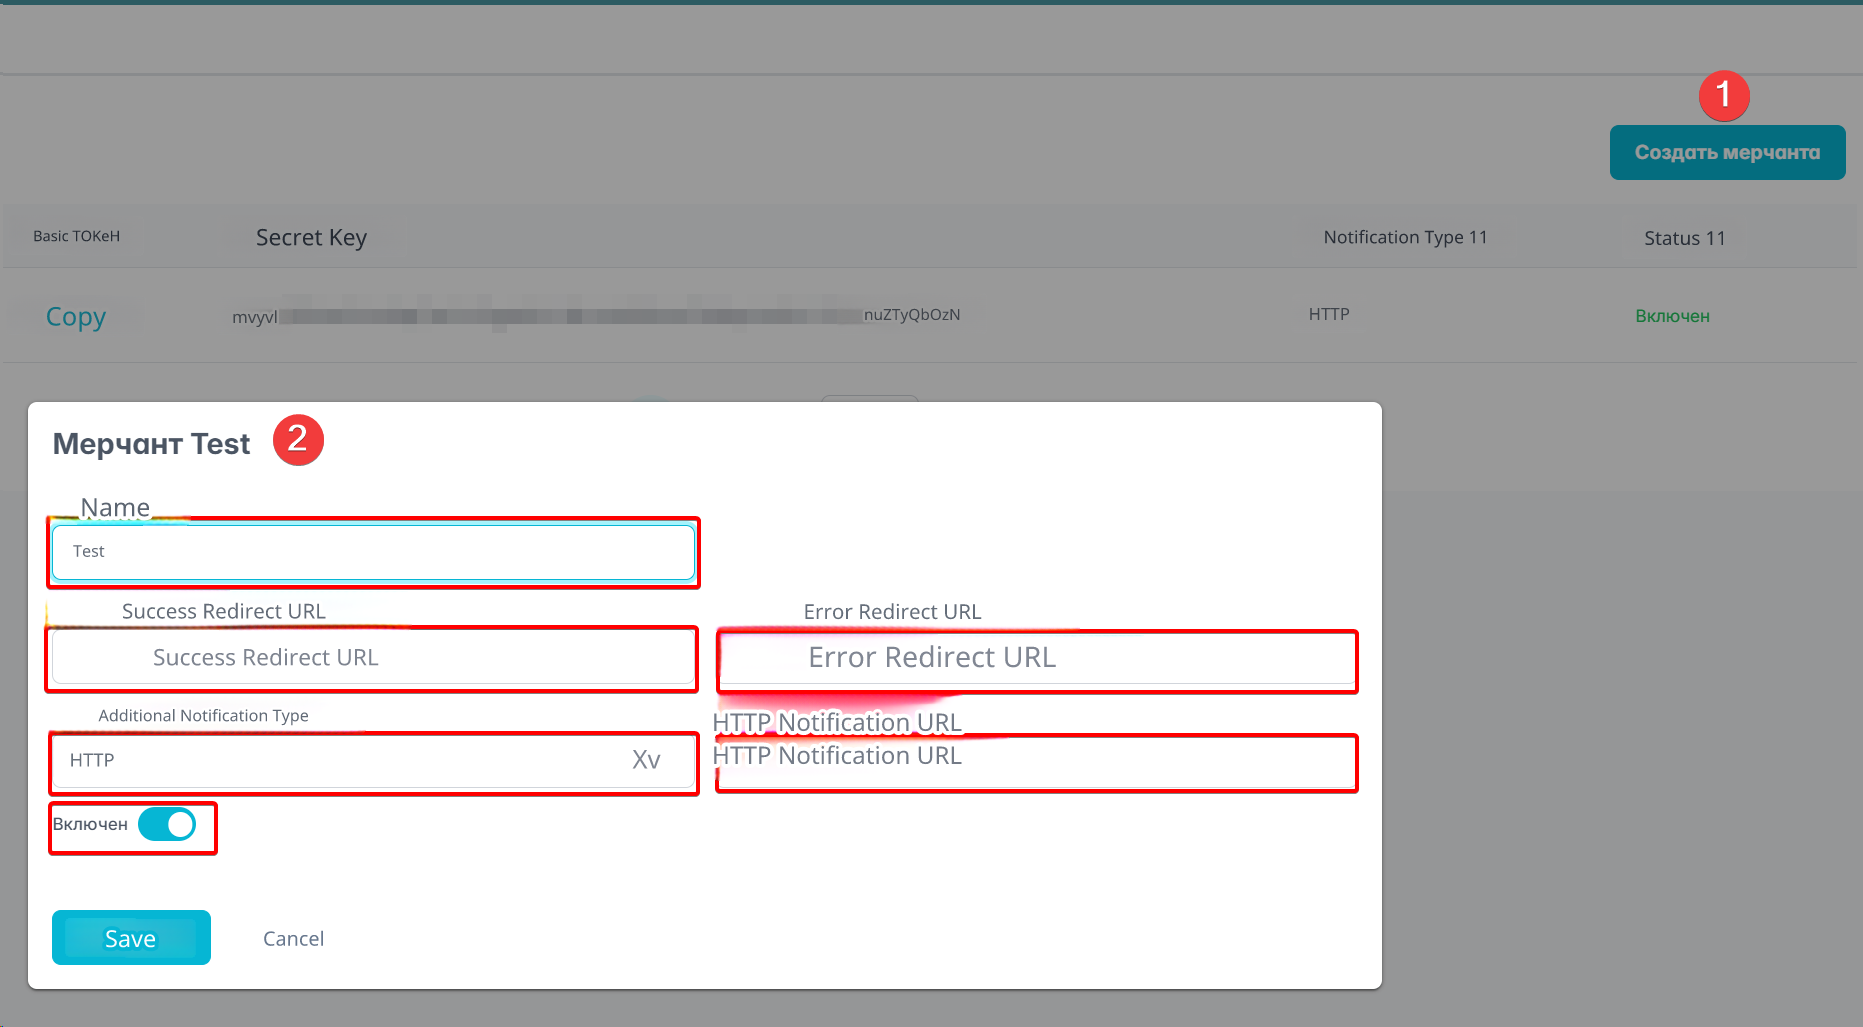 1
Создать мерчанта
Basic TOKeH
Secret Key
Notification Type 11
Status 11
Copy
mvyvl
nuZTyQbOzN
HTTP
Включен
Мерчант Test
2
Name
Test
Success Redirect URL
Error Redirect URL
Success Redirect URL
Error Redirect URL
Additional Notification Type
HTTP Notification URL
HTTP
Xv
HTTP Notification URL
Включен
Save
Cancel